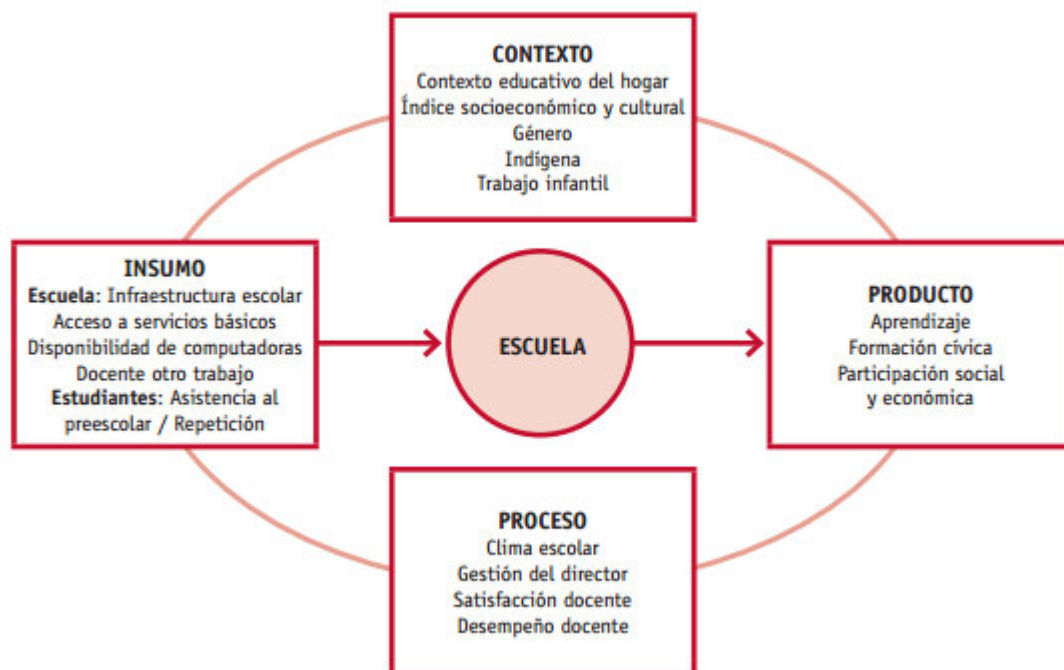 CONTEXTO
Contexto educativo del hogar
Índice socioeconómico y cultural
Género
Indígena
Trabajo infantil
INSUMO
Escuela: Infraestructura escolar
Acceso a servicios básicos
Disponibilidad de computadoras
Docente otro trabajo
Estudiantes: Asistencia al
preescolar / Repetición
ESCUELA
PRODUCTO
Aprendizaje
Formación cívica
Participación social
y económica
PROCESO
Clima escolar
Gestión del director
Satisfacción docente
Desempeño docente